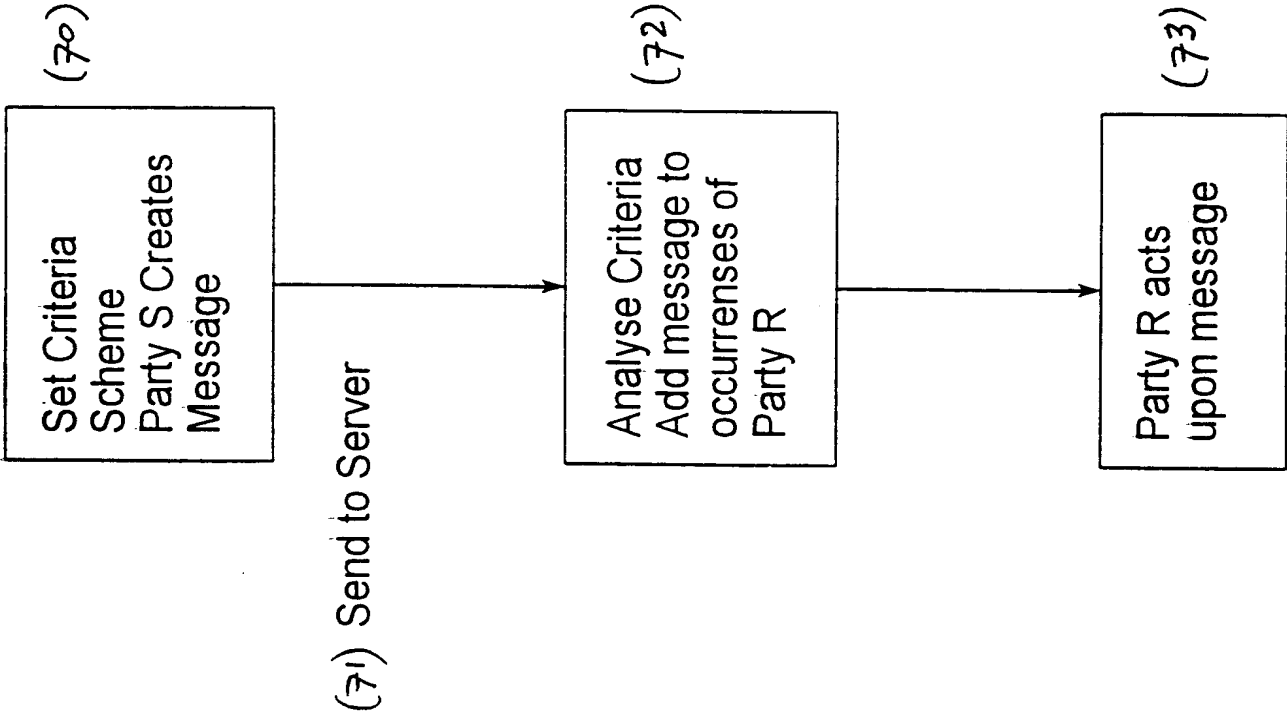 Set Criteria
Scheme
Party S Creates
Message
(70)
(71) Send to Server
Analyse Criteria
Add message to
occurrenses of
Party R
(72)
Party R acts
upon message
(73)